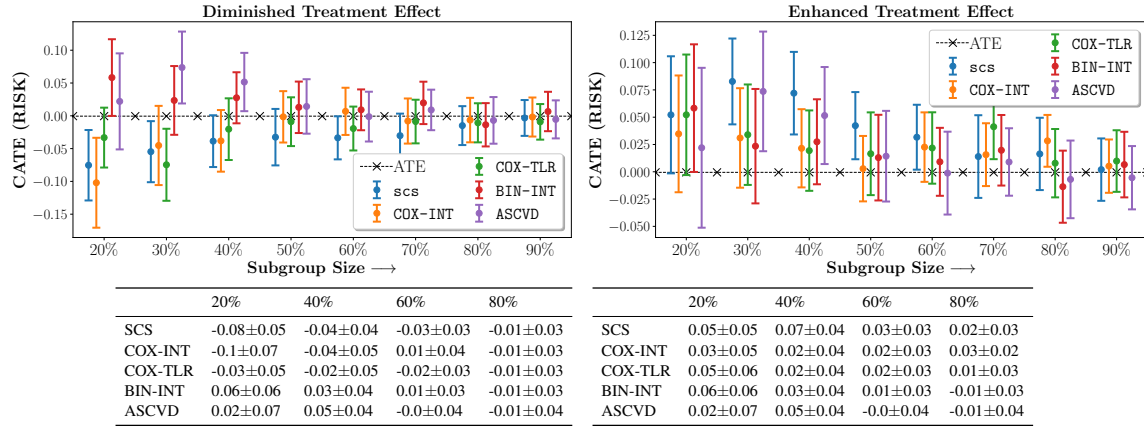 Diminished Treatment Effect
CATE (RISK)
0.10
0.05
0.00
−0.05
−0.10
−0.15
ATE
scs
COX-INT
COX-TLR
BIN-INT
ASCVD
20% 30% 40% 50% 60% 70% 80% 90%
Subgroup Size →
Enhanced Treatment Effect
CATE (RISK)
0.125
0.100
0.075
0.050
0.025
0.000
−0.025
−0.050
ATE
scs
COX-INT
COX-TLR
BIN-INT
ASCVD
20% 30% 40% 50% 60% 70% 80% 90%
Subgroup Size →
20% 40% 60% 80%
SCS -0.08±0.05 -0.04±0.04 -0.03±0.03 -0.01±0.03
COX-INT -0.1±0.07 -0.04±0.05 0.01±0.04 -0.01±0.03
COX-TLR -0.03±0.05 -0.02±0.05 -0.02±0.03 -0.01±0.03
BIN-INT 0.06±0.06 0.03±0.04 0.01±0.03 -0.01±0.03
ASCVD 0.02±0.07 0.05±0.04 -0.0±0.04 -0.01±0.04
20% 40% 60% 80%
SCS 0.05±0.05 0.07±0.04 0.03±0.03 0.02±0.03
COX-INT 0.03±0.05 0.02±0.04 0.02±0.03 0.03±0.02
COX-TLR 0.05±0.06 0.02±0.04 0.02±0.03 0.01±0.03
BIN-INT 0.06±0.06 0.03±0.04 0.01±0.03 -0.01±0.03
ASCVD 0.02±0.07 0.05±0.04 -0.0±0.04 -0.01±0.04